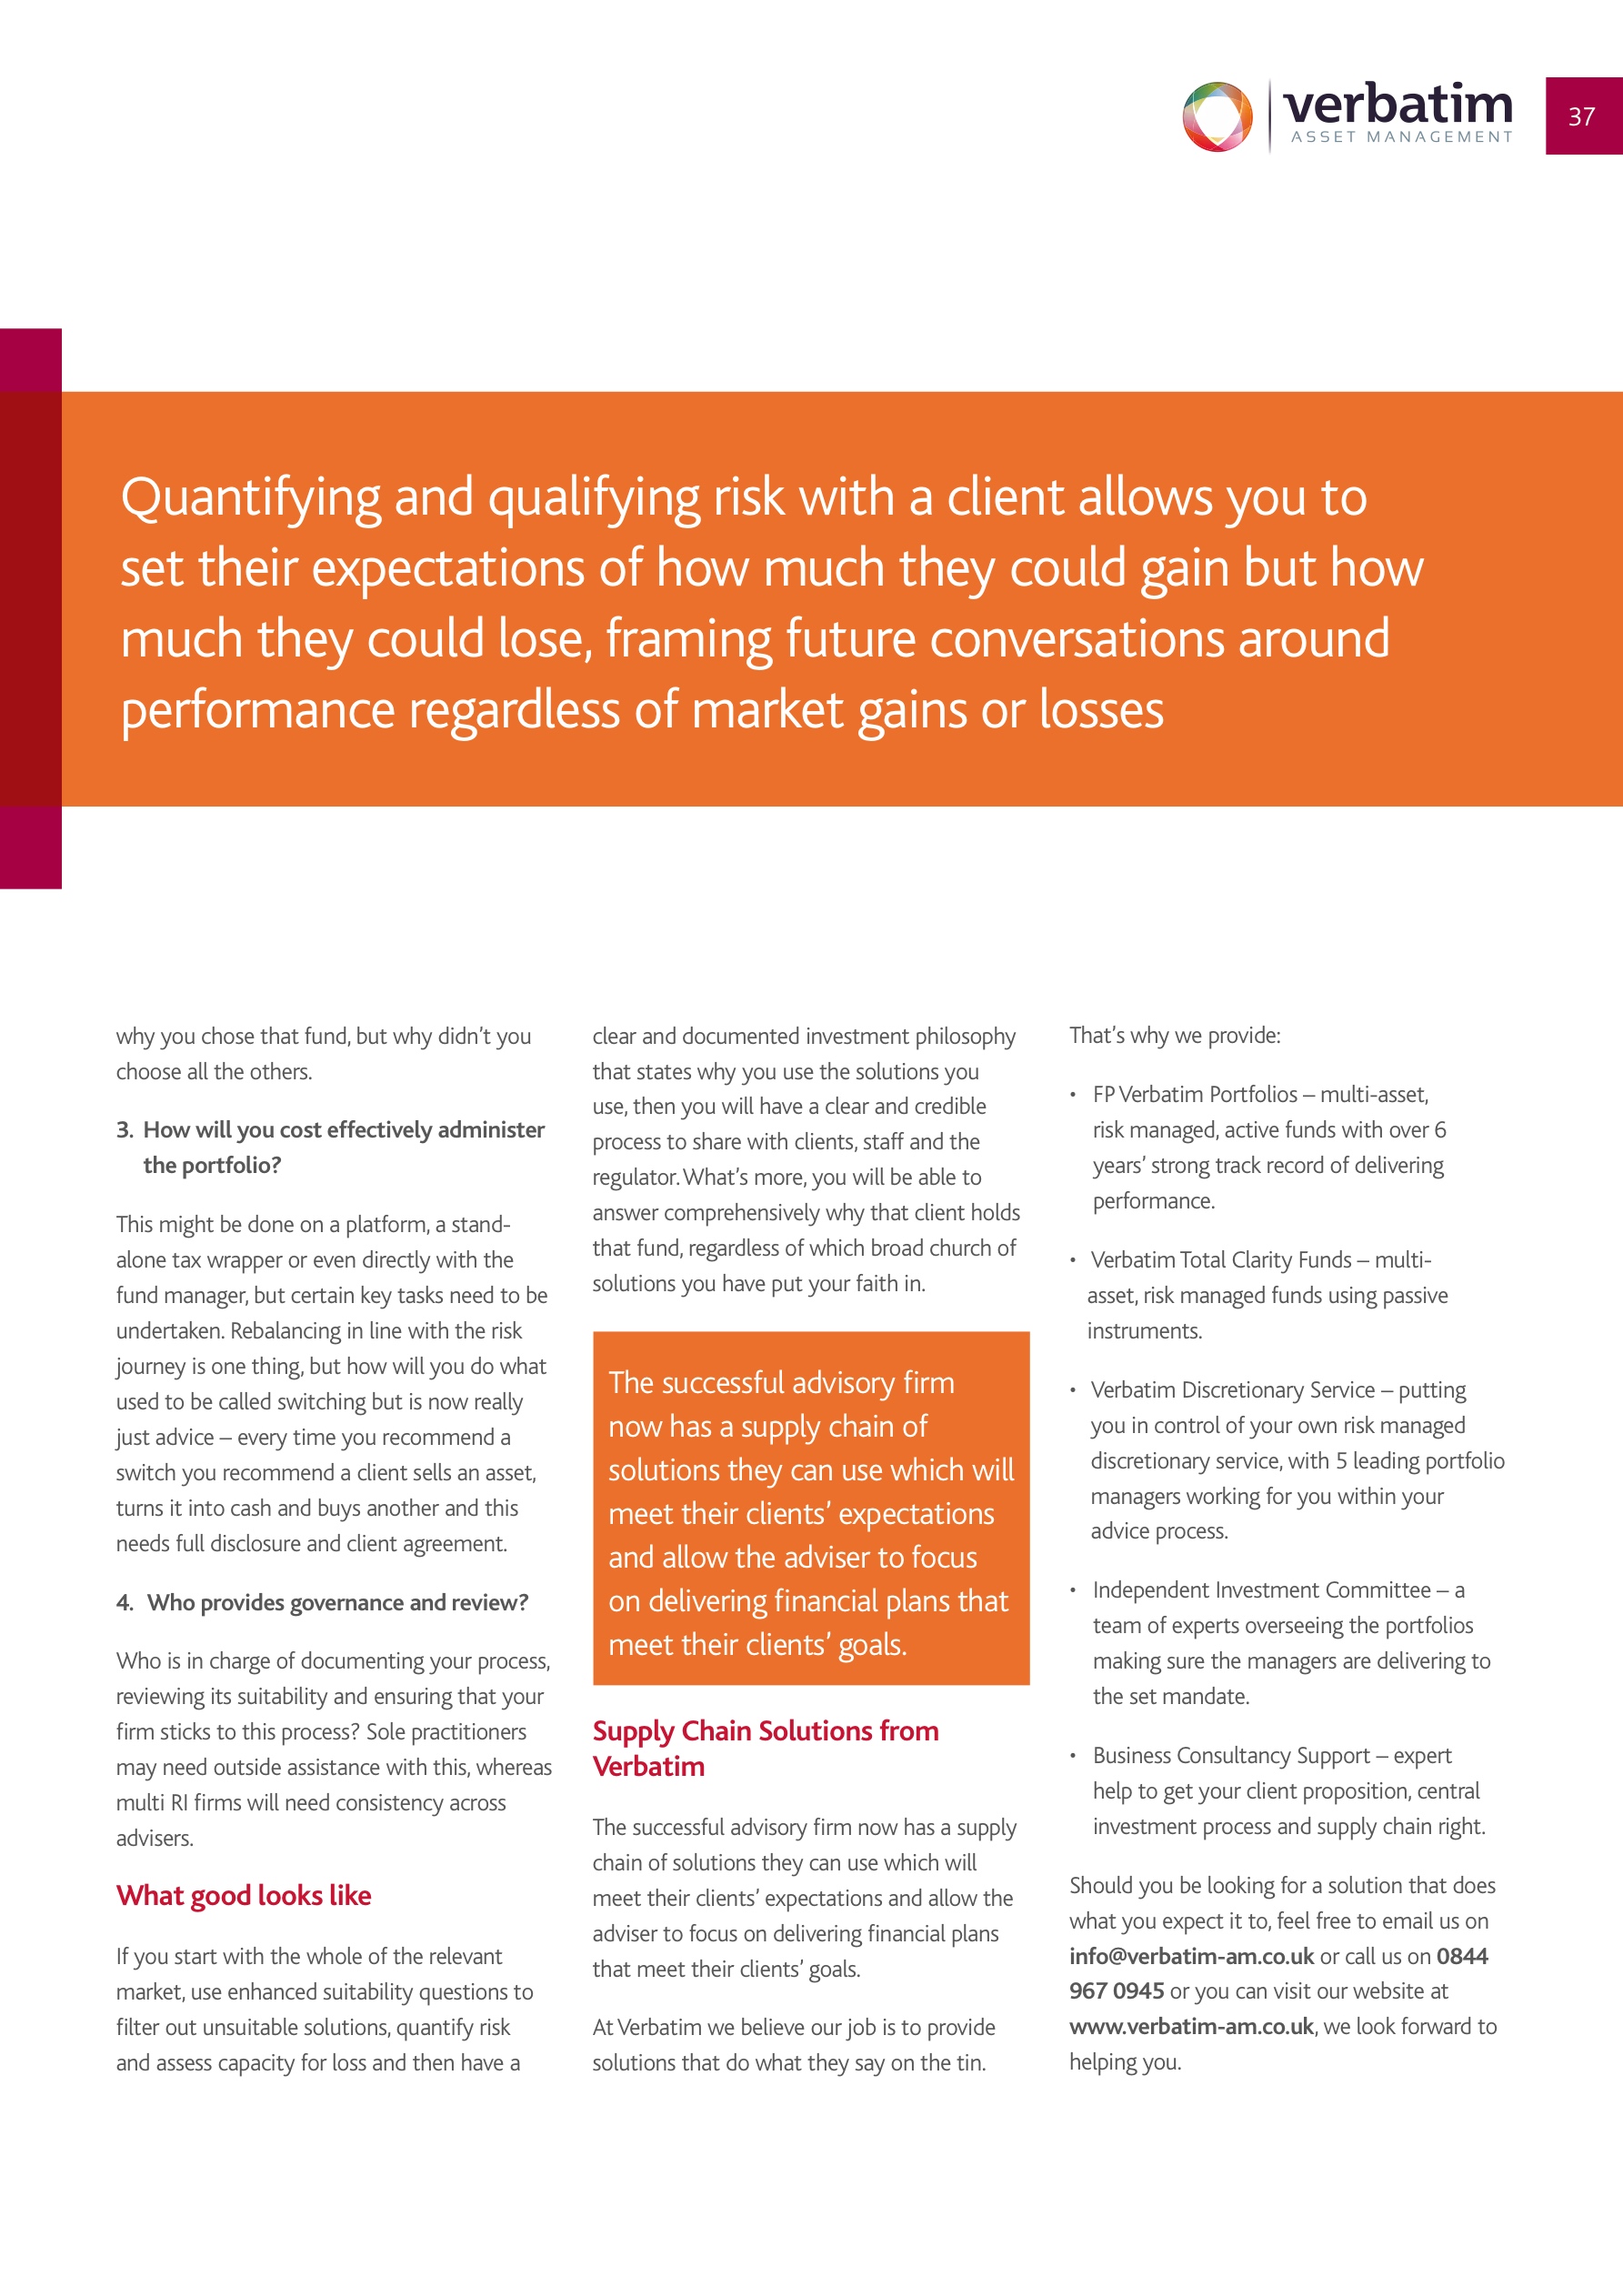 verbatim
ASSET MANAGEMENT
37
Quantifying and qualifying risk with a client allows you to
set their expectations of how much they could gain but how
much they could lose, framing future conversations around
performance regardless of market gains or losses
why you chose that fund, but why didn't you
choose all the others.
3. How will you cost effectively administer
the portfolio?
This might be done on a platform, a stand-
alone tax wrapper or even directly with the
fund manager, but certain key tasks need to be
undertaken. Rebalancing in line with the risk
journey is one thing, but how will you do what
used to be called switching but is now really
just advice – every time you recommend a
switch you recommend a client sells an asset,
turns it into cash and buys another and this
needs full disclosure and client agreement.
4. Who provides governance and review?
Who is in charge of documenting your process,
reviewing its suitability and ensuring that your
firm sticks to this process? Sole practitioners
may need outside assistance with this, whereas
multi RI firms will need consistency across
advisers.
What good looks like
If you start with the whole of the relevant
market, use enhanced suitability questions to
filter out unsuitable solutions, quantify risk
and assess capacity for loss and then have a
clear and documented investment philosophy
that states why you use the solutions you
use, then you will have a clear and credible
process to share with clients, staff and the
regulator. What's more, you will be able to
answer comprehensively why that client holds
that fund, regardless of which broad church of
solutions you have put your faith in.
The successful advisory firm
now has a supply chain of
solutions they can use which will
meet their clients' expectations
and allow the adviser to focus
on delivering financial plans that
meet their clients' goals.
Supply Chain Solutions from
Verbatim
The successful advisory firm now has a supply
chain of solutions they can use which will
meet their clients' expectations and allow the
adviser to focus on delivering financial plans
that meet their clients' goals.
At Verbatim we believe our job is to provide
solutions that do what they say on the tin.
That's why we provide:
• FP Verbatim Portfolios – multi-asset,
risk managed, active funds with over 6
years' strong track record of delivering
performance.
• Verbatim Total Clarity Funds – multi-
asset, risk managed funds using passive
instruments.
• Verbatim Discretionary Service – putting
you in control of your own risk managed
discretionary service, with 5 leading portfolio
managers working for you within your
advice process.
• Independent Investment Committee – a
team of experts overseeing the portfolios
making sure the managers are delivering to
the set mandate.
• Business Consultancy Support – expert
help to get your client proposition, central
investment process and supply chain right.
Should you be looking for a solution that does
what you expect it to, feel free to email us on
info@verbatim-am.co.uk or call us on 0844
967 0945 or you can visit our website at
www.verbatim-am.co.uk, we look forward to
helping you.